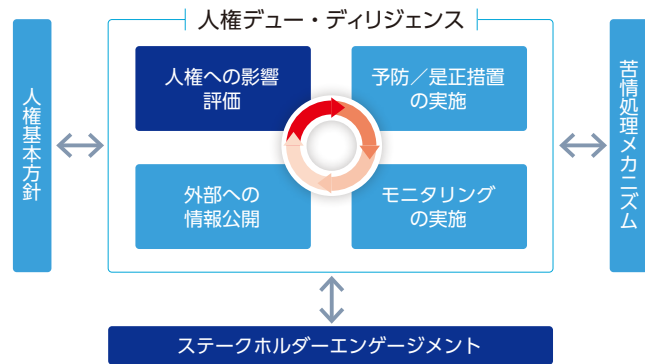 人権デュー・ディリジェンス
人権基本方針
人権への影響
評価
予防／是正措置
の実施
外部への
情報公開
モニタリング
の実施
苦情処理メカニズム
ステークホルダーエンゲージメント